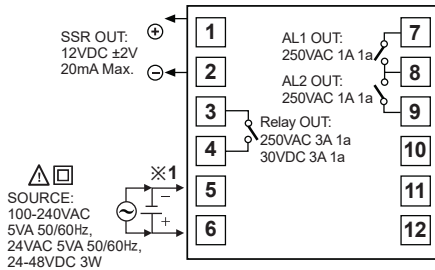 SSR OUT:
12VDC ±2V
20mA Max.
+
−
1
2
3
4
5
6
7
8
9
10
11
12
AL1 OUT:
250VAC 1A 1a
AL2 OUT:
250VAC 1A 1a
Relay OUT:
250VAC 3A 1a
30VDC 3A 1a
※1
−
+
SOURCE:
100-240VAC
5VA 50/60Hz,
24VAC 5VA 50/60Hz,
24-48VDC 3W